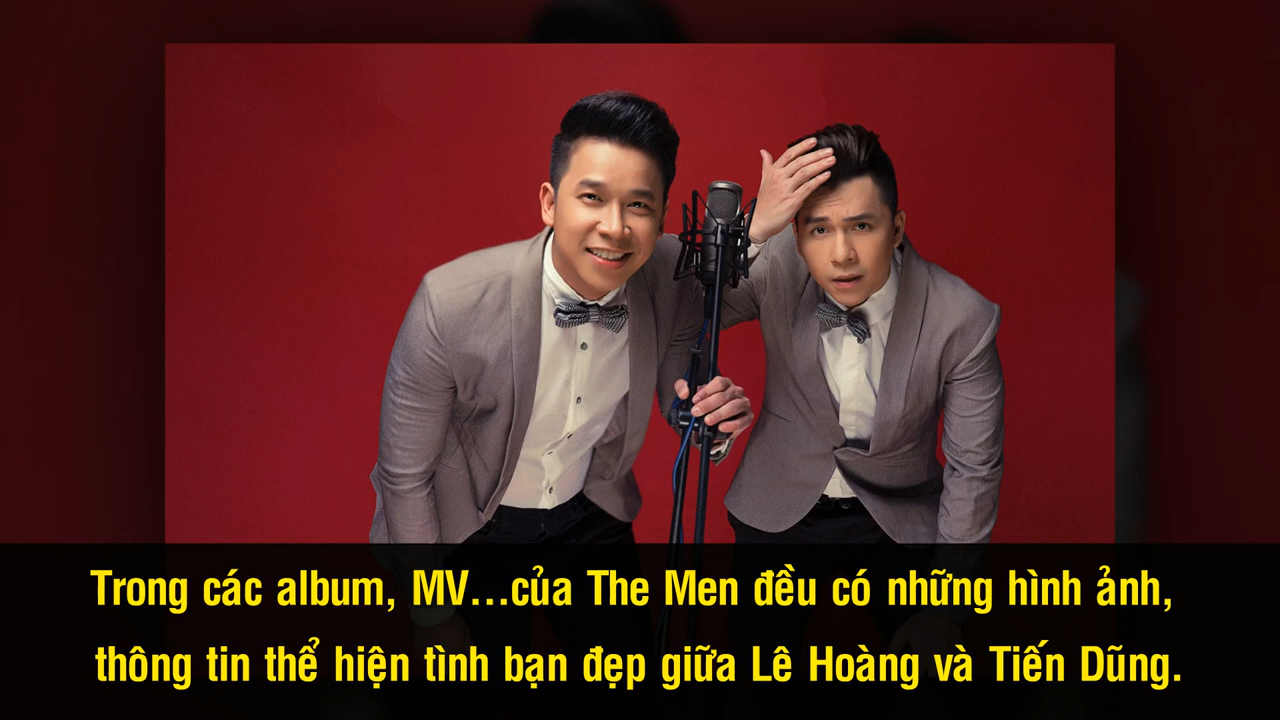 Trong các album, MV...của The Men đều có những hình ảnh,
thông tin thể hiện tình bạn đẹp giữa Lê Hoàng và Tiến Dũng.